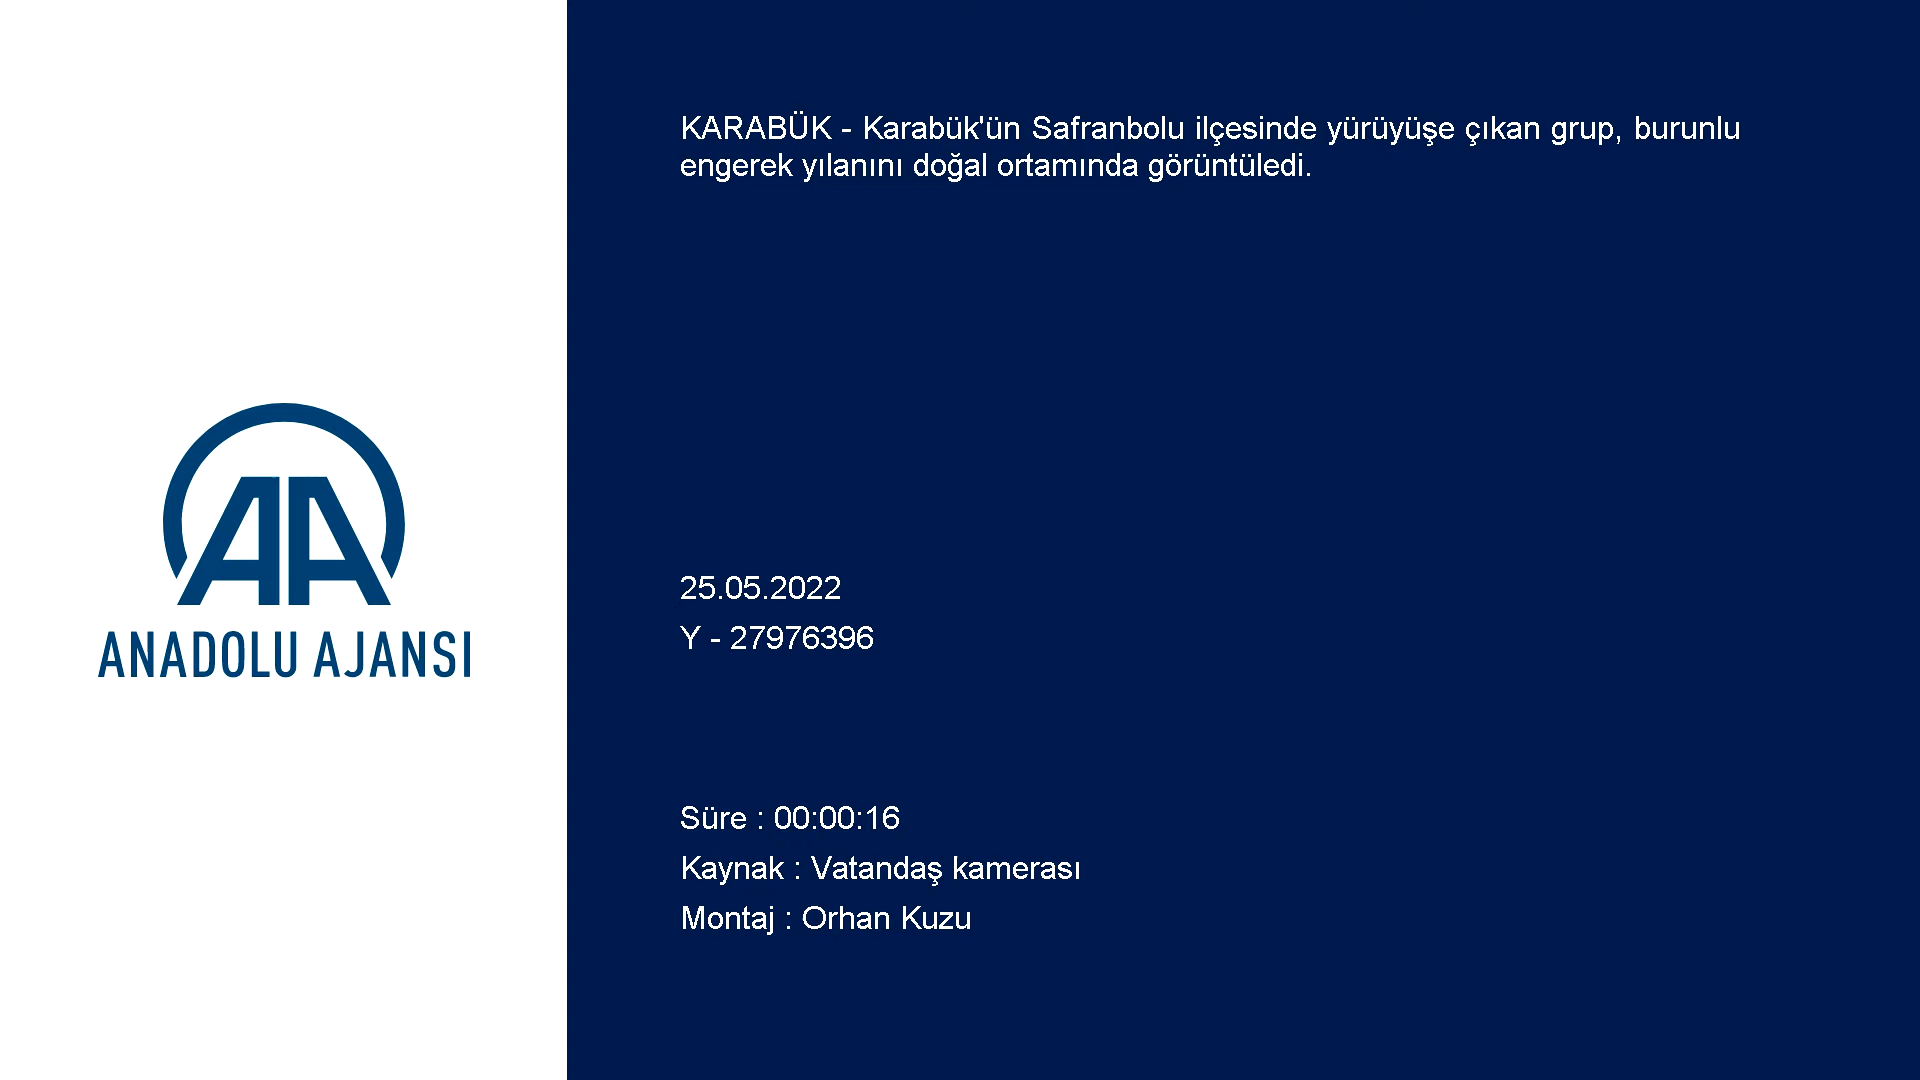 KARABÜK - Karabük'ün Safranbolu ilçesinde yürüyüşe çıkan grup, burunlu
engerek yılanını doğal ortamında görüntüledi.
AA
ANADOLU AJANSI
25.05.2022
Y - 27976396
Süre : 00:00:16
Kaynak : Vatandaş kamerası
Montaj : Orhan Kuzu